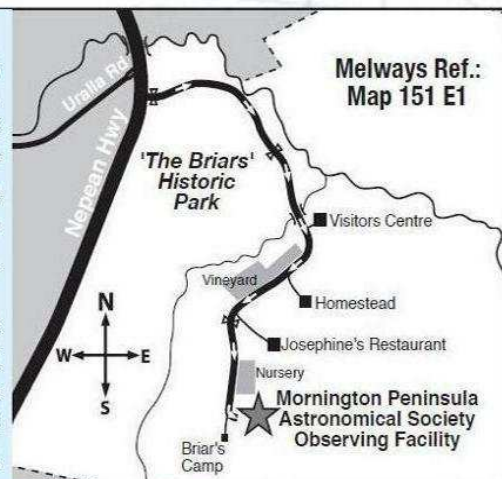 Melways Ref.:
Map 151 E1
Uralla Rd
Nepean Hwy
'The Briars'
Historic
Park
Visitors Centre
Vineyard
Homestead
N
W
E
S
Josephine's Restaurant
Nursery
Mornington Peninsula
Astronomical Society
Observing Facility
Briar's
Camp